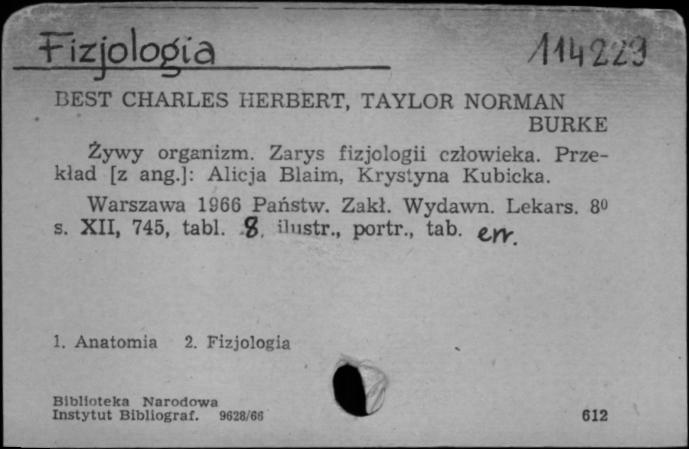 Fizjologia 114229
BEST CHARLES HERBERT, TAYLOR NORMAN
BURKE
Żywy organizm. Zarys fizjologii człowieka. Prze-
kład [z ang.]: Alicja Blaim, Krystyna Kubicka.
Warszawa 1966 Państw. Zakł. Wydawn. Lekars. 8⁰
s. XII, 745, tabl. 8, ilustr., portr., tab. err.
1. Anatomia 2. Fizjologia
Biblioteka Narodowa
Instytut Bibliograf. 9628/66 612